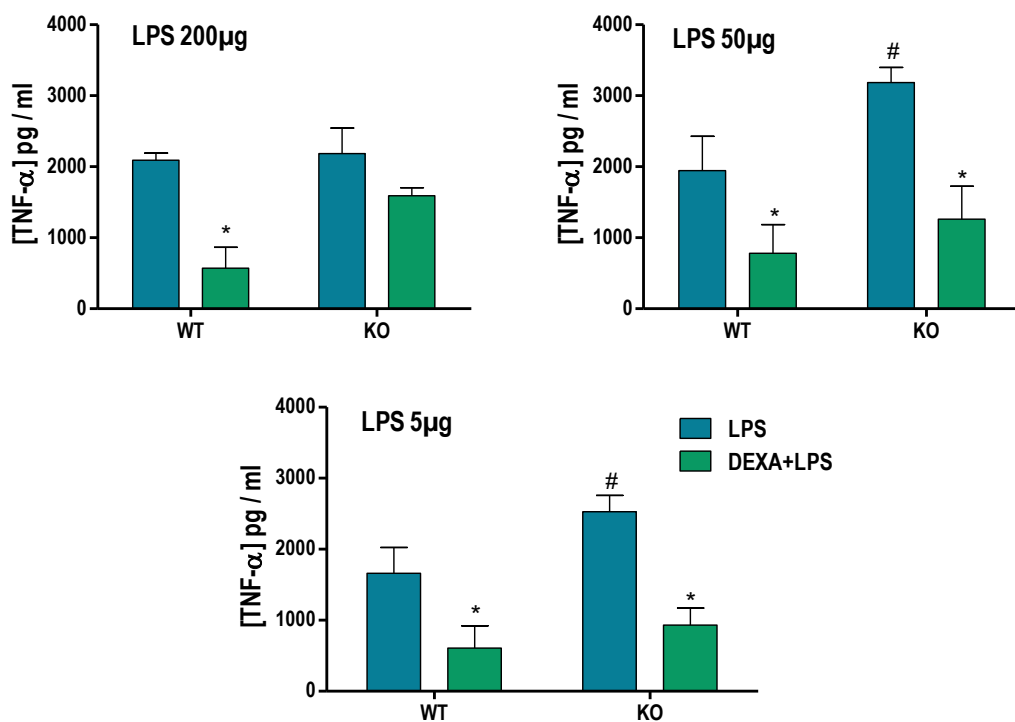 LPS 200µg
[TNF-α] pg / ml
4000
3000
2000
1000
0
*
WT
KO
LPS 50µg
[TNF-α] pg / ml
4000
3000
2000
1000
0
#
*
*
WT
KO
LPS 5µg
[TNF-α] pg / ml
4000
3000
2000
1000
0
#
*
*
WT
KO
LPS
DEXA+LPS